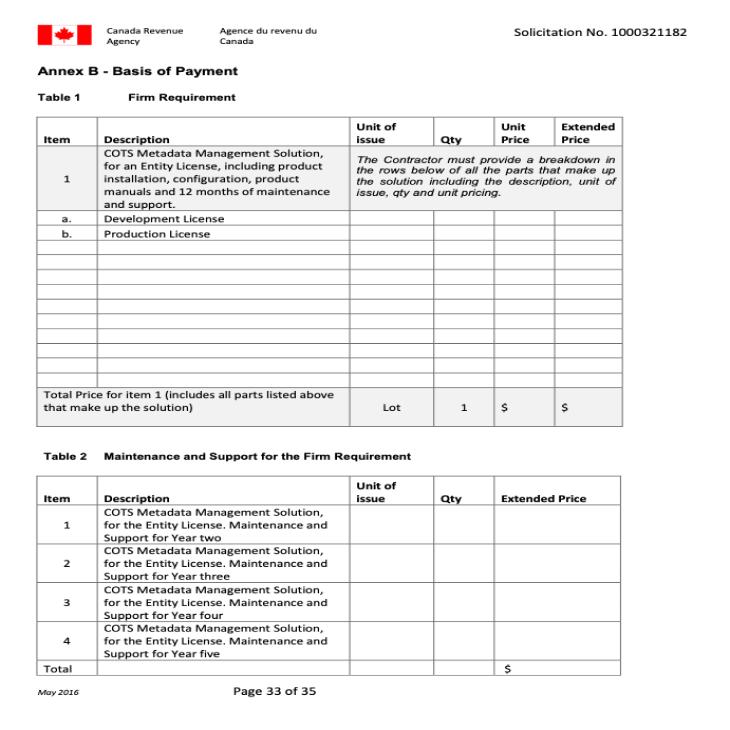 Canada Revenue Agence du revenu du
Agency Canada
Solicitation No. 1000321182
Annex B - Basis of Payment
Table 1 Firm Requirement
Item Description Unit of issue Qty Unit Price Extended Price
1
COTS Metadata Management Solution,
for an Entity License, including product
installation, configuration, product
manuals and 12 months of maintenance
and support.
The Contractor must provide a breakdown in
the rows below of all the parts that make up
the solution including the description, unit of
issue, qty and unit pricing.
a. Development License
b. Production License
Total Price for item 1 (includes all parts listed above
that make up the solution)
Lot 1 $ $
Table 2 Maintenance and Support for the Firm Requirement
Item Description Unit of issue Qty Extended Price
1
COTS Metadata Management Solution,
for the Entity License. Maintenance and
Support for Year two
2
COTS Metadata Management Solution,
for the Entity License. Maintenance and
Support for Year three
3
COTS Metadata Management Solution,
for the Entity License. Maintenance and
Support for Year four
4
COTS Metadata Management Solution,
for the Entity License. Maintenance and
Support for Year five
Total $
May 2016 Page 33 of 35